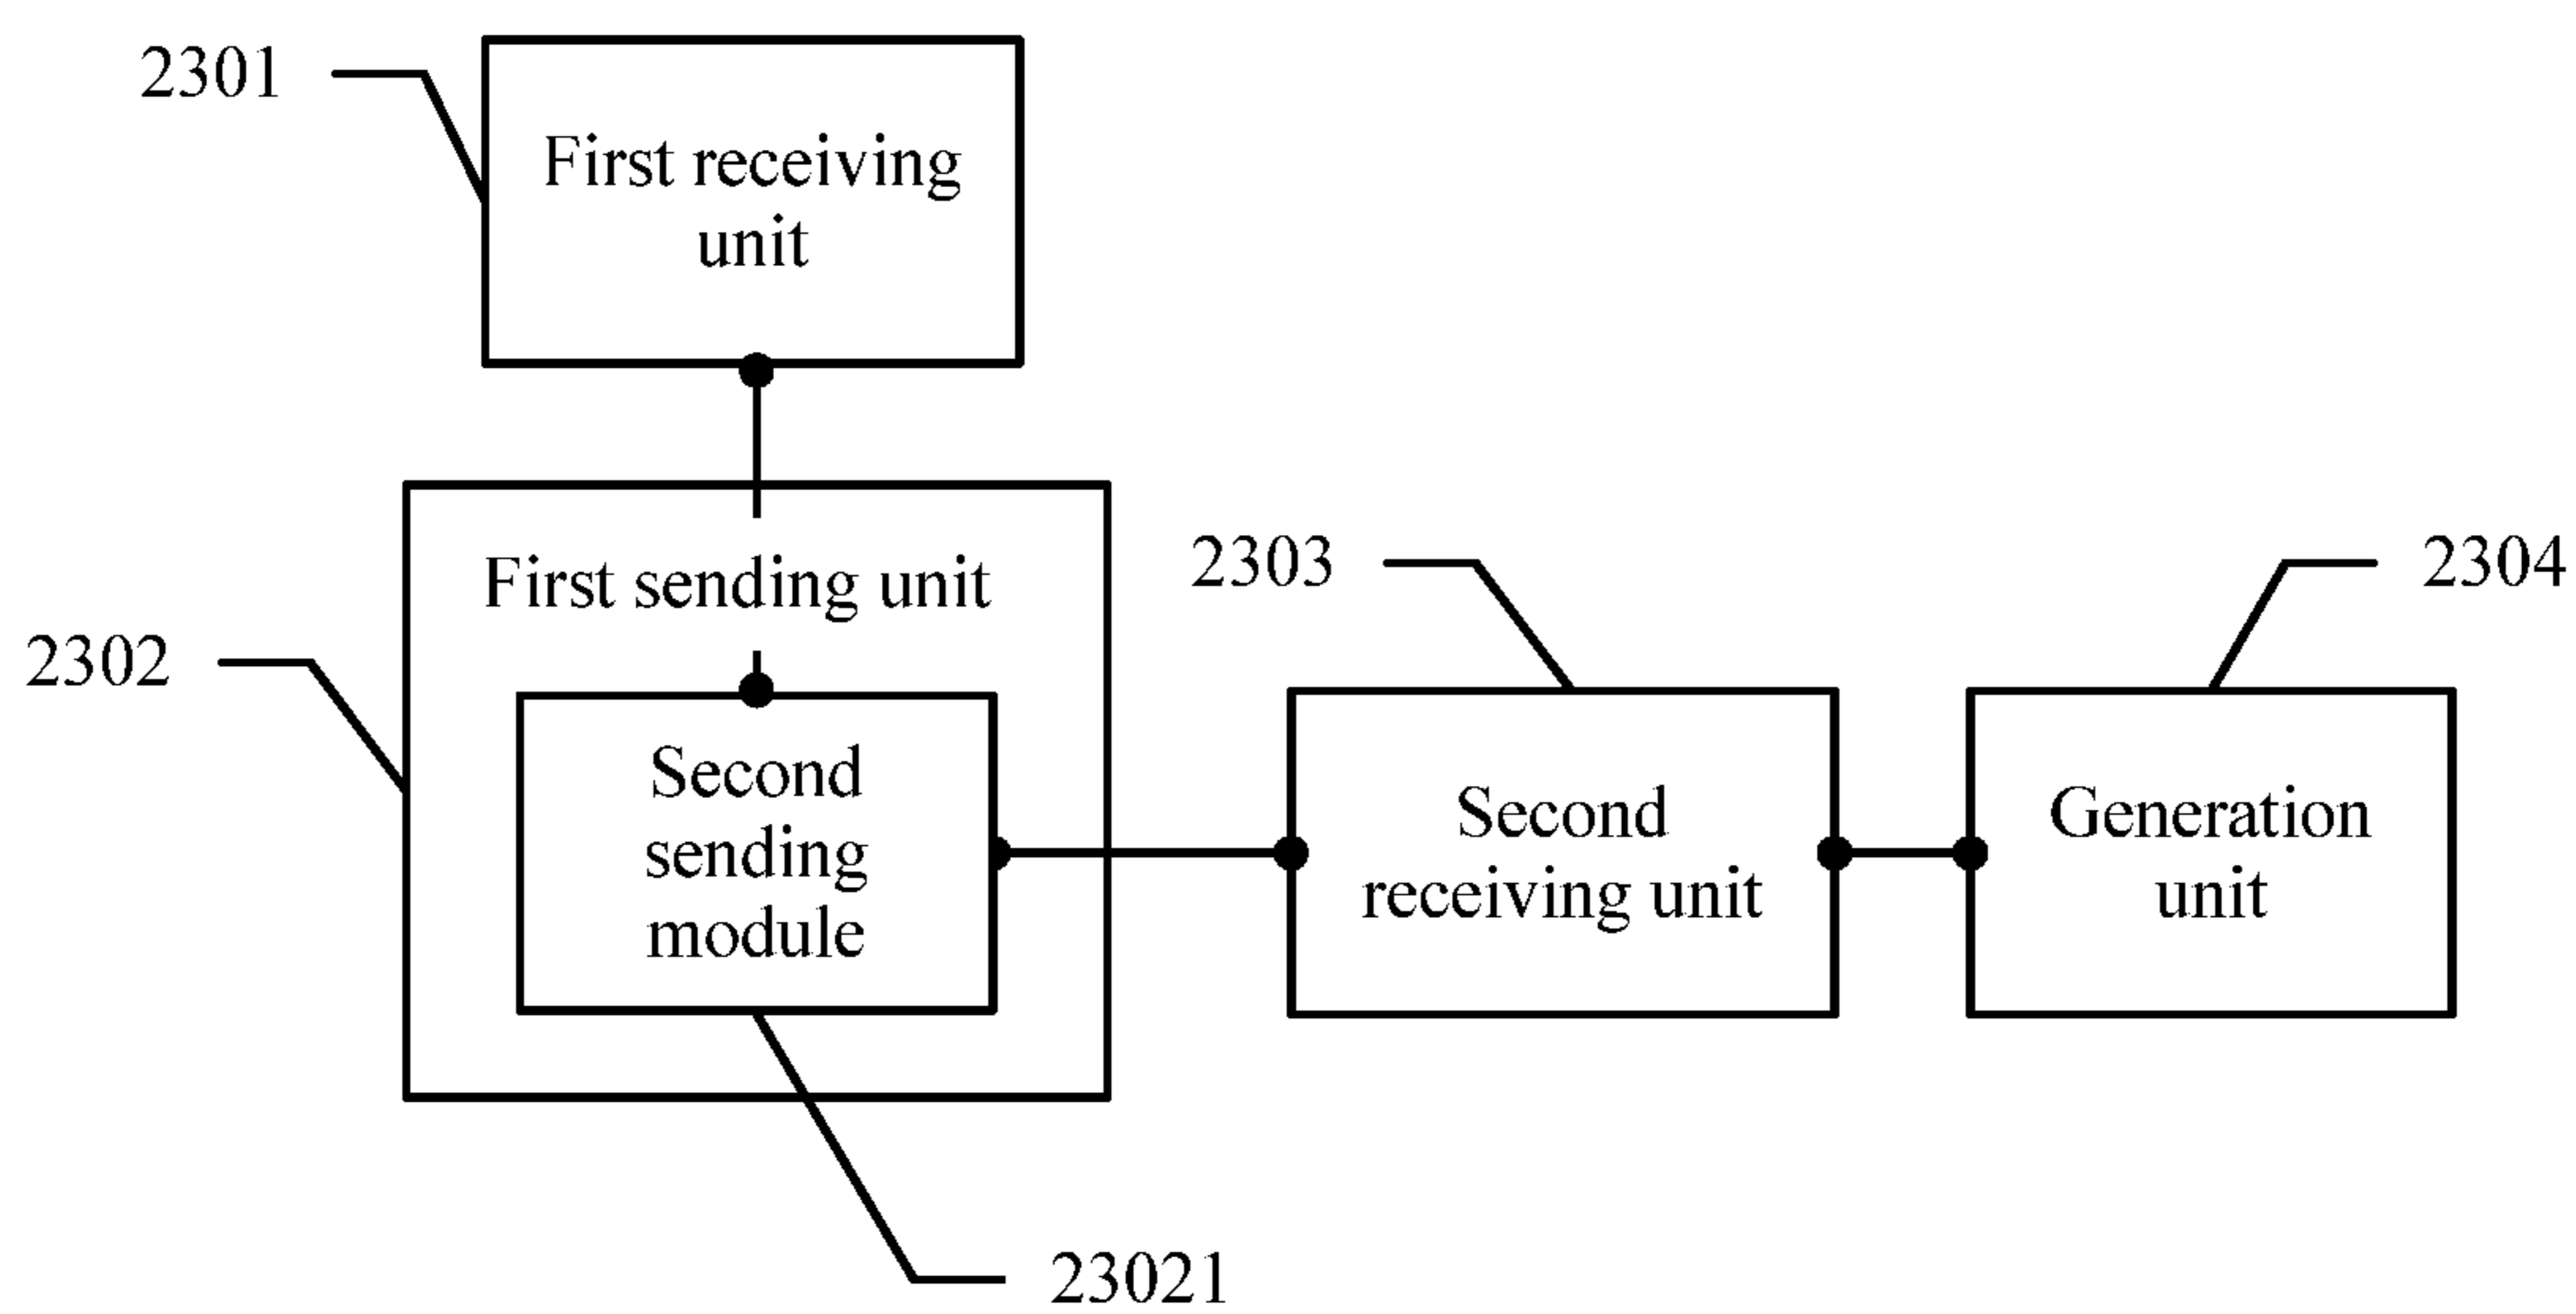 2301
First receiving
unit
First sending unit
2302
Second
sending
module
23021
2303
Second
receiving unit
2304
Generation
unit